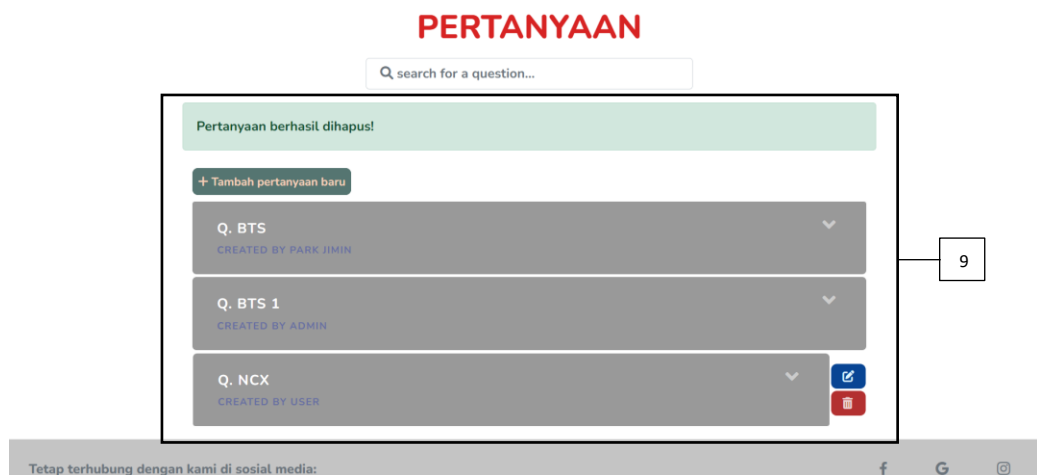 PERTANYAAN
search for a question...
Pertanyaan berhasil dihapus!
+ Tambah pertanyaan baru
Q. BTS
CREATED BY PARK JIMIN
9
Q. BTS 1
CREATED BY ADMIN
Q. NCX
CREATED BY USER
Tetap terhubung dengan kami di sosial media: